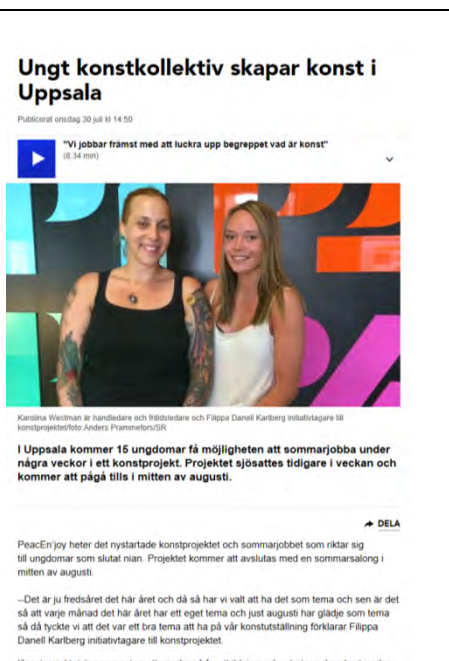 Ungt konstkollektiv skapar konst i
Uppsala
Publicerat onsdag 30 juli kl 14:50
"Vi jobbar främst med att luckra upp begreppet vad är konst"
(8:34 min)
Karolina Westman är handledare och fritidsledare och Filippa Danell Karlberg initiativtagare till
konstprojektet/foto:Anders Prammefors/SR
I Uppsala kommer 15 ungdomar få möjligheten att sommarjobba under
några veckor i ett konstprojekt. Projektet sjösattes tidigare i veckan och
kommer att pågå tills i mitten av augusti.
DELA
PeacEn'joy heter det nystartade konstprojektet och sommarjobbet som riktar sig
till ungdomar som slutat nian. Projektet kommer att avslutas med en sommarsalong i
mitten av augusti.
–Det är ju fredsåret det här året och då så har vi valt att ha det som tema och sen är det
så att varje månad det här året har ett eget tema och just augusti har glädje som tema
så då tyckte vi att det var ett bra tema att ha på vår konstutställning förklarar Filippa
Danell Karlberg initiativtagare till konstprojektet.